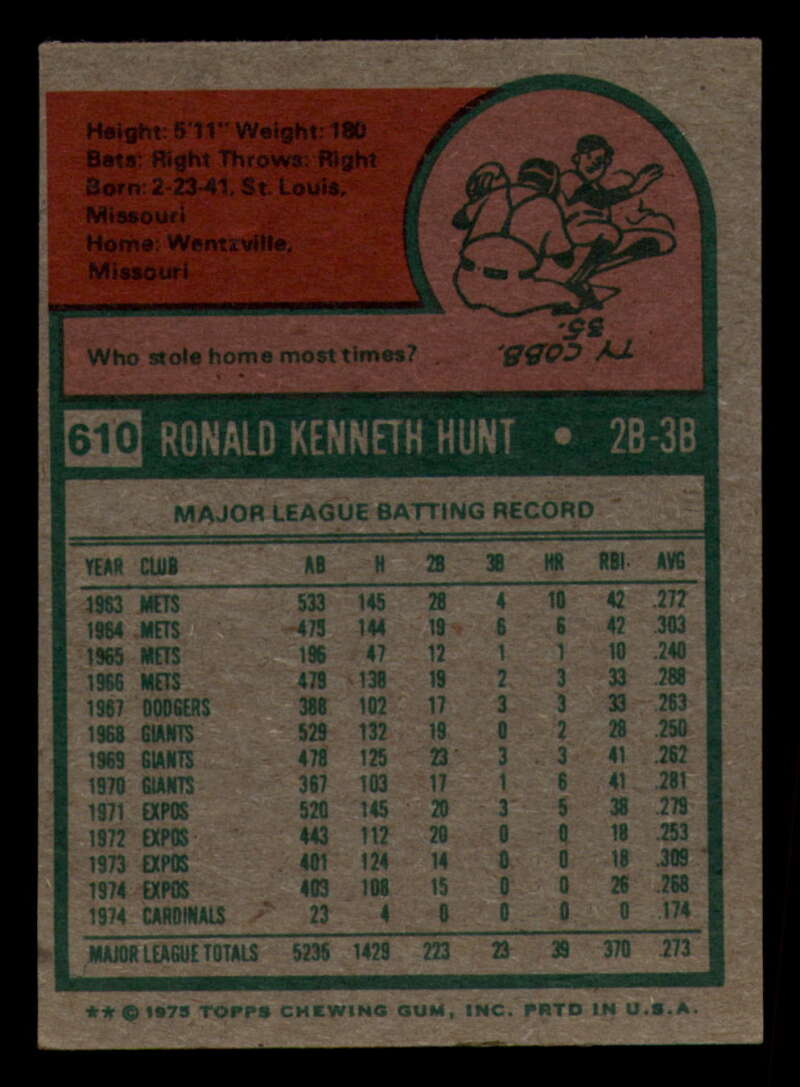 Height: 5'11" Weight: 180
Bats: Right Throws: Right
Born: 2-23-41, St. Louis,
Missouri
Home: Wentzville,
Missouri
Who stole home most times?
TY COBB.
35.
610 RONALD KENNETH HUNT • 2B-3B
MAJOR LEAGUE BATTING RECORD
YEAR CLUB AB H 2B 3B HR RBI. AVG
1963 METS 533 145 28 4 10 42 .272
1964 METS 475 144 19 6 6 42 .303
1965 METS 196 47 12 1 1 10 .240
1966 METS 479 138 19 2 3 33 .288
1967 DODGERS 388 102 17 3 3 33 .263
1968 GIANTS 529 132 19 0 2 28 .250
1969 GIANTS 478 125 23 3 3 41 .262
1970 GIANTS 367 103 17 1 6 41 .281
1971 EXPOS 520 145 20 3 5 38 .279
1972 EXPOS 443 112 20 0 0 18 .253
1973 EXPOS 401 124 14 0 0 18 .309
1974 EXPOS 403 108 15 0 0 26 .268
1974 CARDINALS 23 4 0 0 0 0 .174
MAJOR LEAGUE TOTALS 5235 1429 223 23 39 370 .273
** © 1975 TOPPS CHEWING GUM, INC. PRTD IN U.S.A.